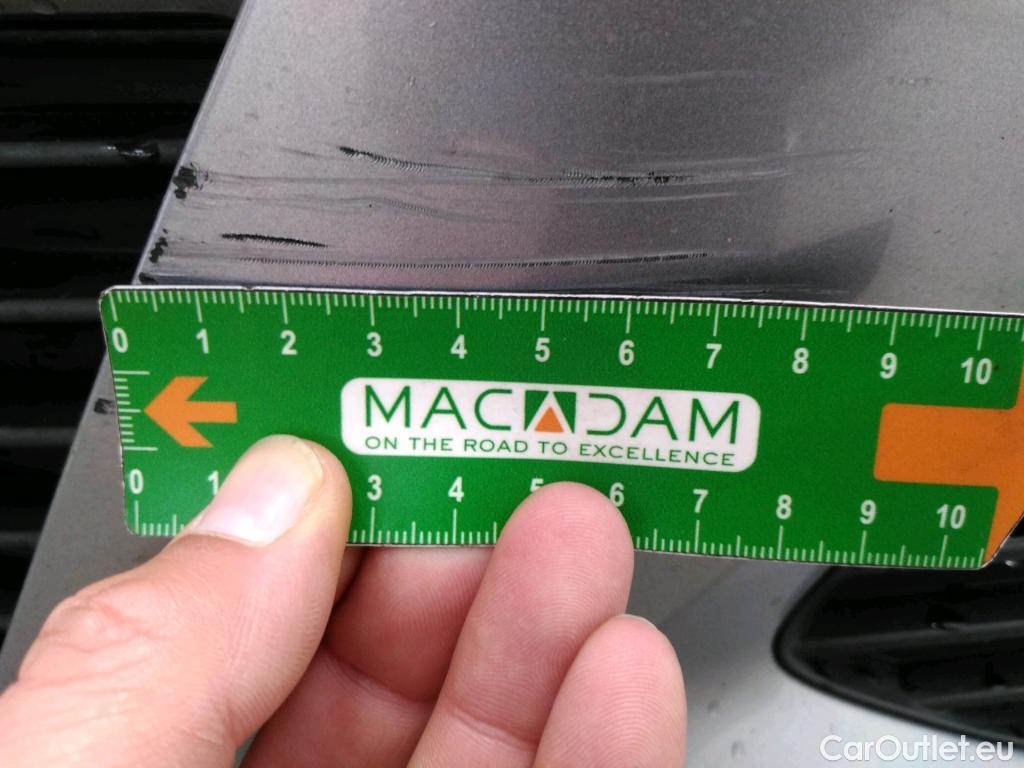 0 1 2 3 4 5 6 7 8 9 10
MACADAM
ON THE ROAD TO EXCELLENCE
0 1 3 4 5 6 7 8 9 10
CarOutlet.eu